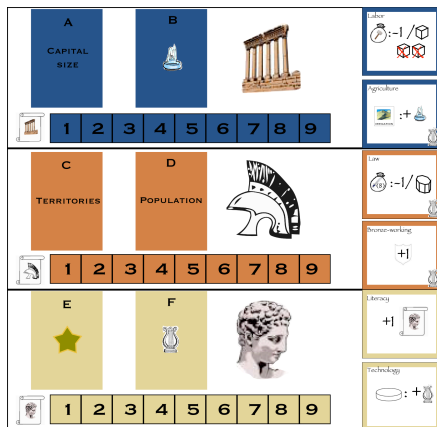 A
CAPITAL
SIZE
B
1 2 3 4 5 6 7 8 9
Labor
:-1 /
Agriculture
: +
C
TERRITORIES
D
POPULATION
1 2 3 4 5 6 7 8 9
Law
:-1/
Bronze-working
+1
E
F
1 2 3 4 5 6 7 8 9
Literacy
+1
Technology
: +